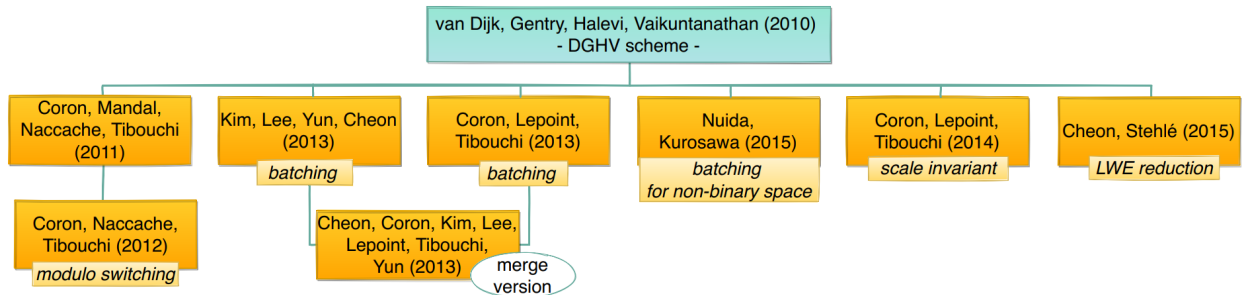 van Dijk, Gentry, Halevi, Vaikuntanathan (2010)
- DGHV scheme -
Coron, Mandal,
Naccache, Tibouchi
(2011)
Kim, Lee, Yun, Cheon
(2013)
batching
Coron, Lepoint,
Tibouchi (2013)
batching
Nuida,
Kurosawa (2015)
batching
for non-binary space
Coron, Lepoint,
Tibouchi (2014)
scale invariant
Cheon, Stehlé (2015)
LWE reduction
Coron, Naccache,
Tibouchi (2012)
modulo switching
Cheon, Coron, Kim, Lee,
Lepoint, Tibouchi,
Yun (2013)
merge
version